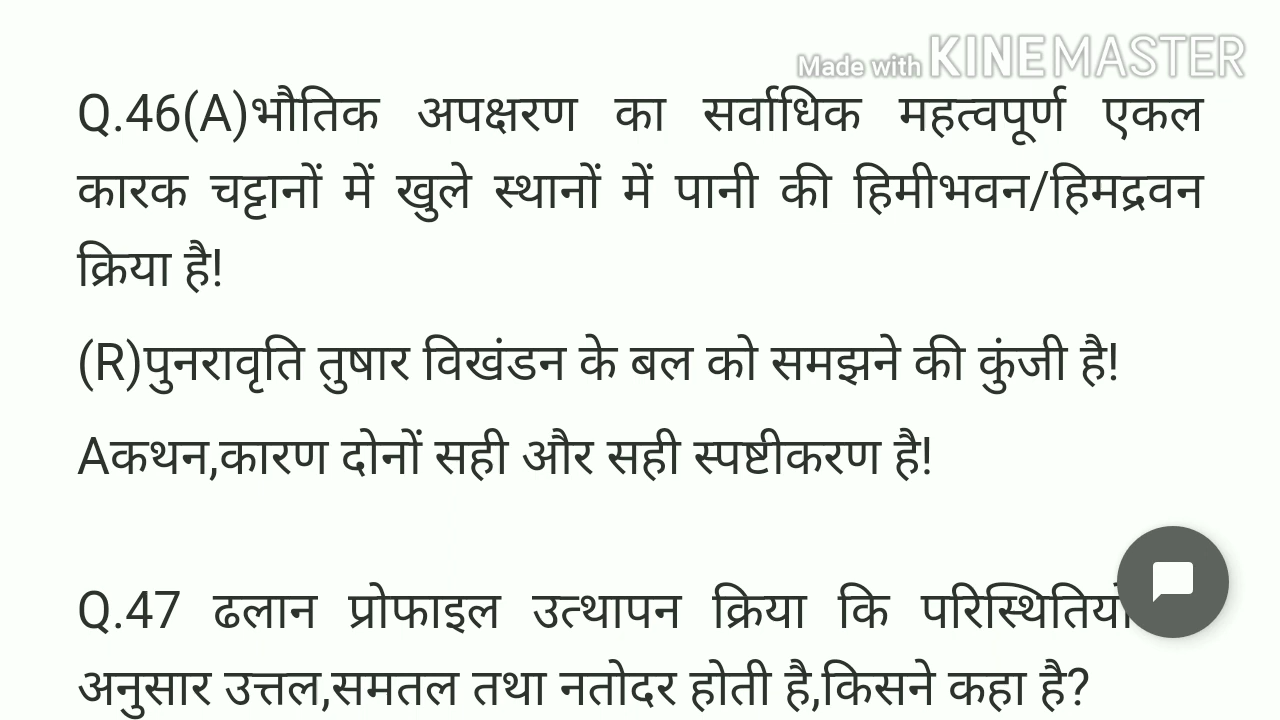 Made with KINEMASTER
Q.46(A)भौतिक अपक्षरण का सर्वाधिक महत्वपूर्ण एकल
कारक चट्टानों में खुले स्थानों में पानी की हिमीभवन/हिमद्रवन
क्रिया है!
(R)पुनरावृति तुषार विखंडन के बल को समझने की कुंजी है!
Aकथन,कारण दोनों सही और सही स्पष्टीकरण है!
Q.47 ढलान प्रोफाइल उत्थापन क्रिया कि
अनुसार उत्तल,समतल तथा नतोदर होती है,किसने कहा है?